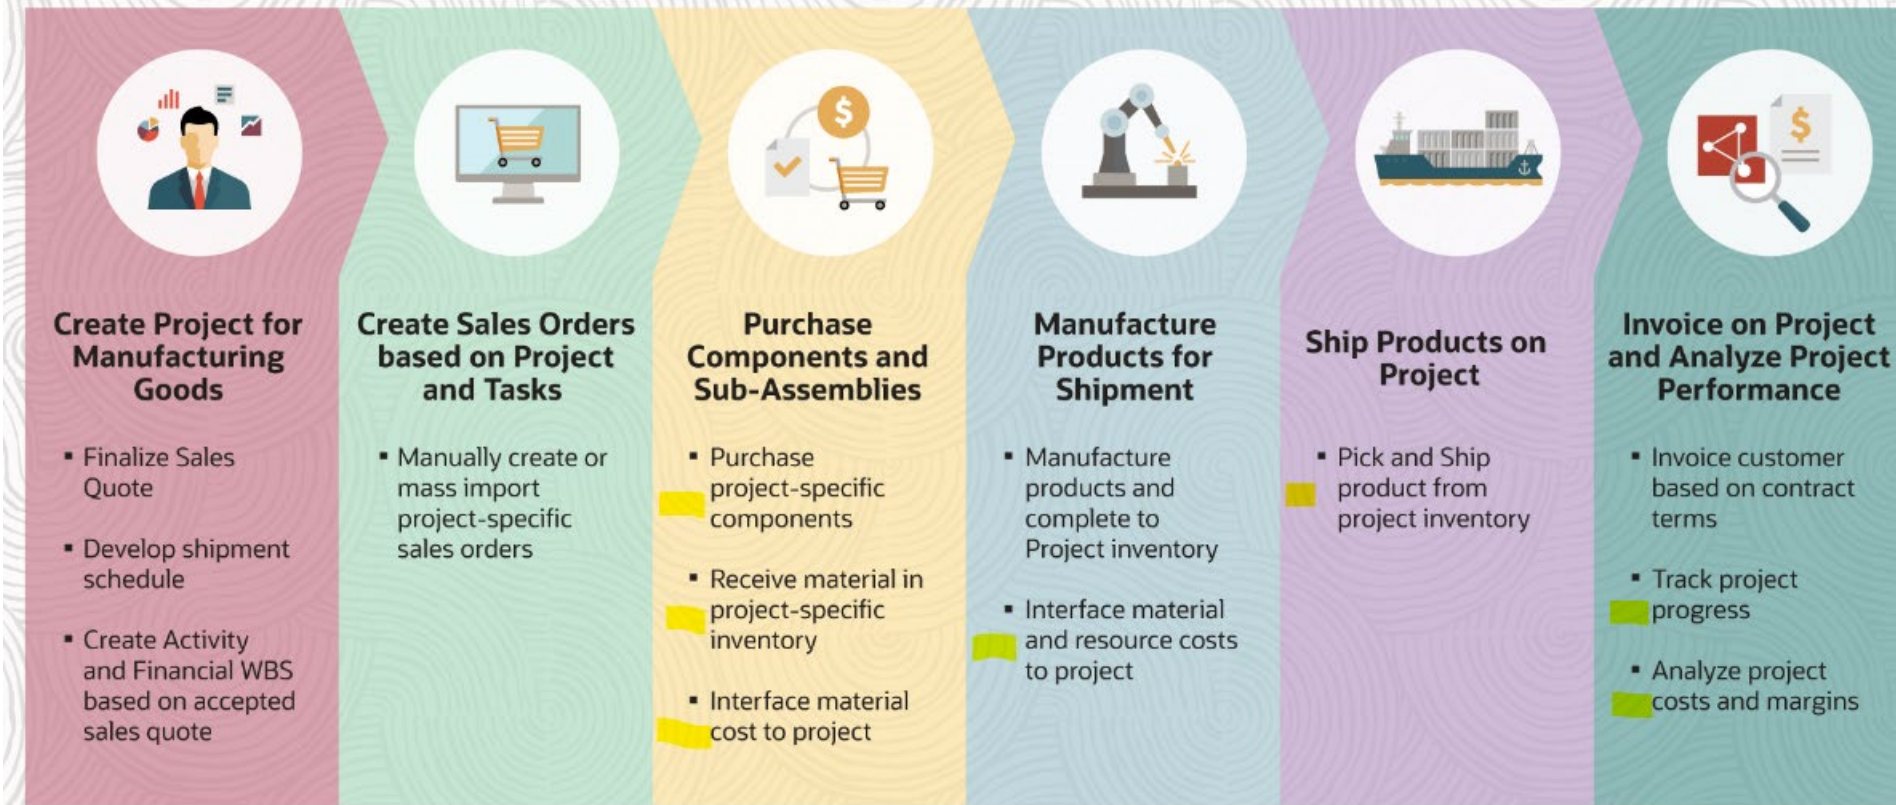 Create Project for
Manufacturing
Goods
▪ Finalize Sales
Quote
▪ Develop shipment
schedule
▪ Create Activity
and Financial WBS
based on accepted
sales quote
Create Sales Orders
based on Project
and Tasks
▪ Manually create or
mass import
project-specific
sales orders
$
Purchase
Components and
Sub-Assemblies
▪ Purchase
project-specific
components
▪ Receive material in
project-specific
inventory
▪ Interface material
cost to project
Manufacture
Products for
Shipment
▪ Manufacture
products and
complete to
Project inventory
▪ Interface material
and resource costs
to project
Ship Products on
Project
▪ Pick and Ship
product from
project inventory
$
Invoice on Project
and Analyze Project
Performance
▪ Invoice customer
based on contract
terms
▪ Track project
progress
▪ Analyze project
costs and margins